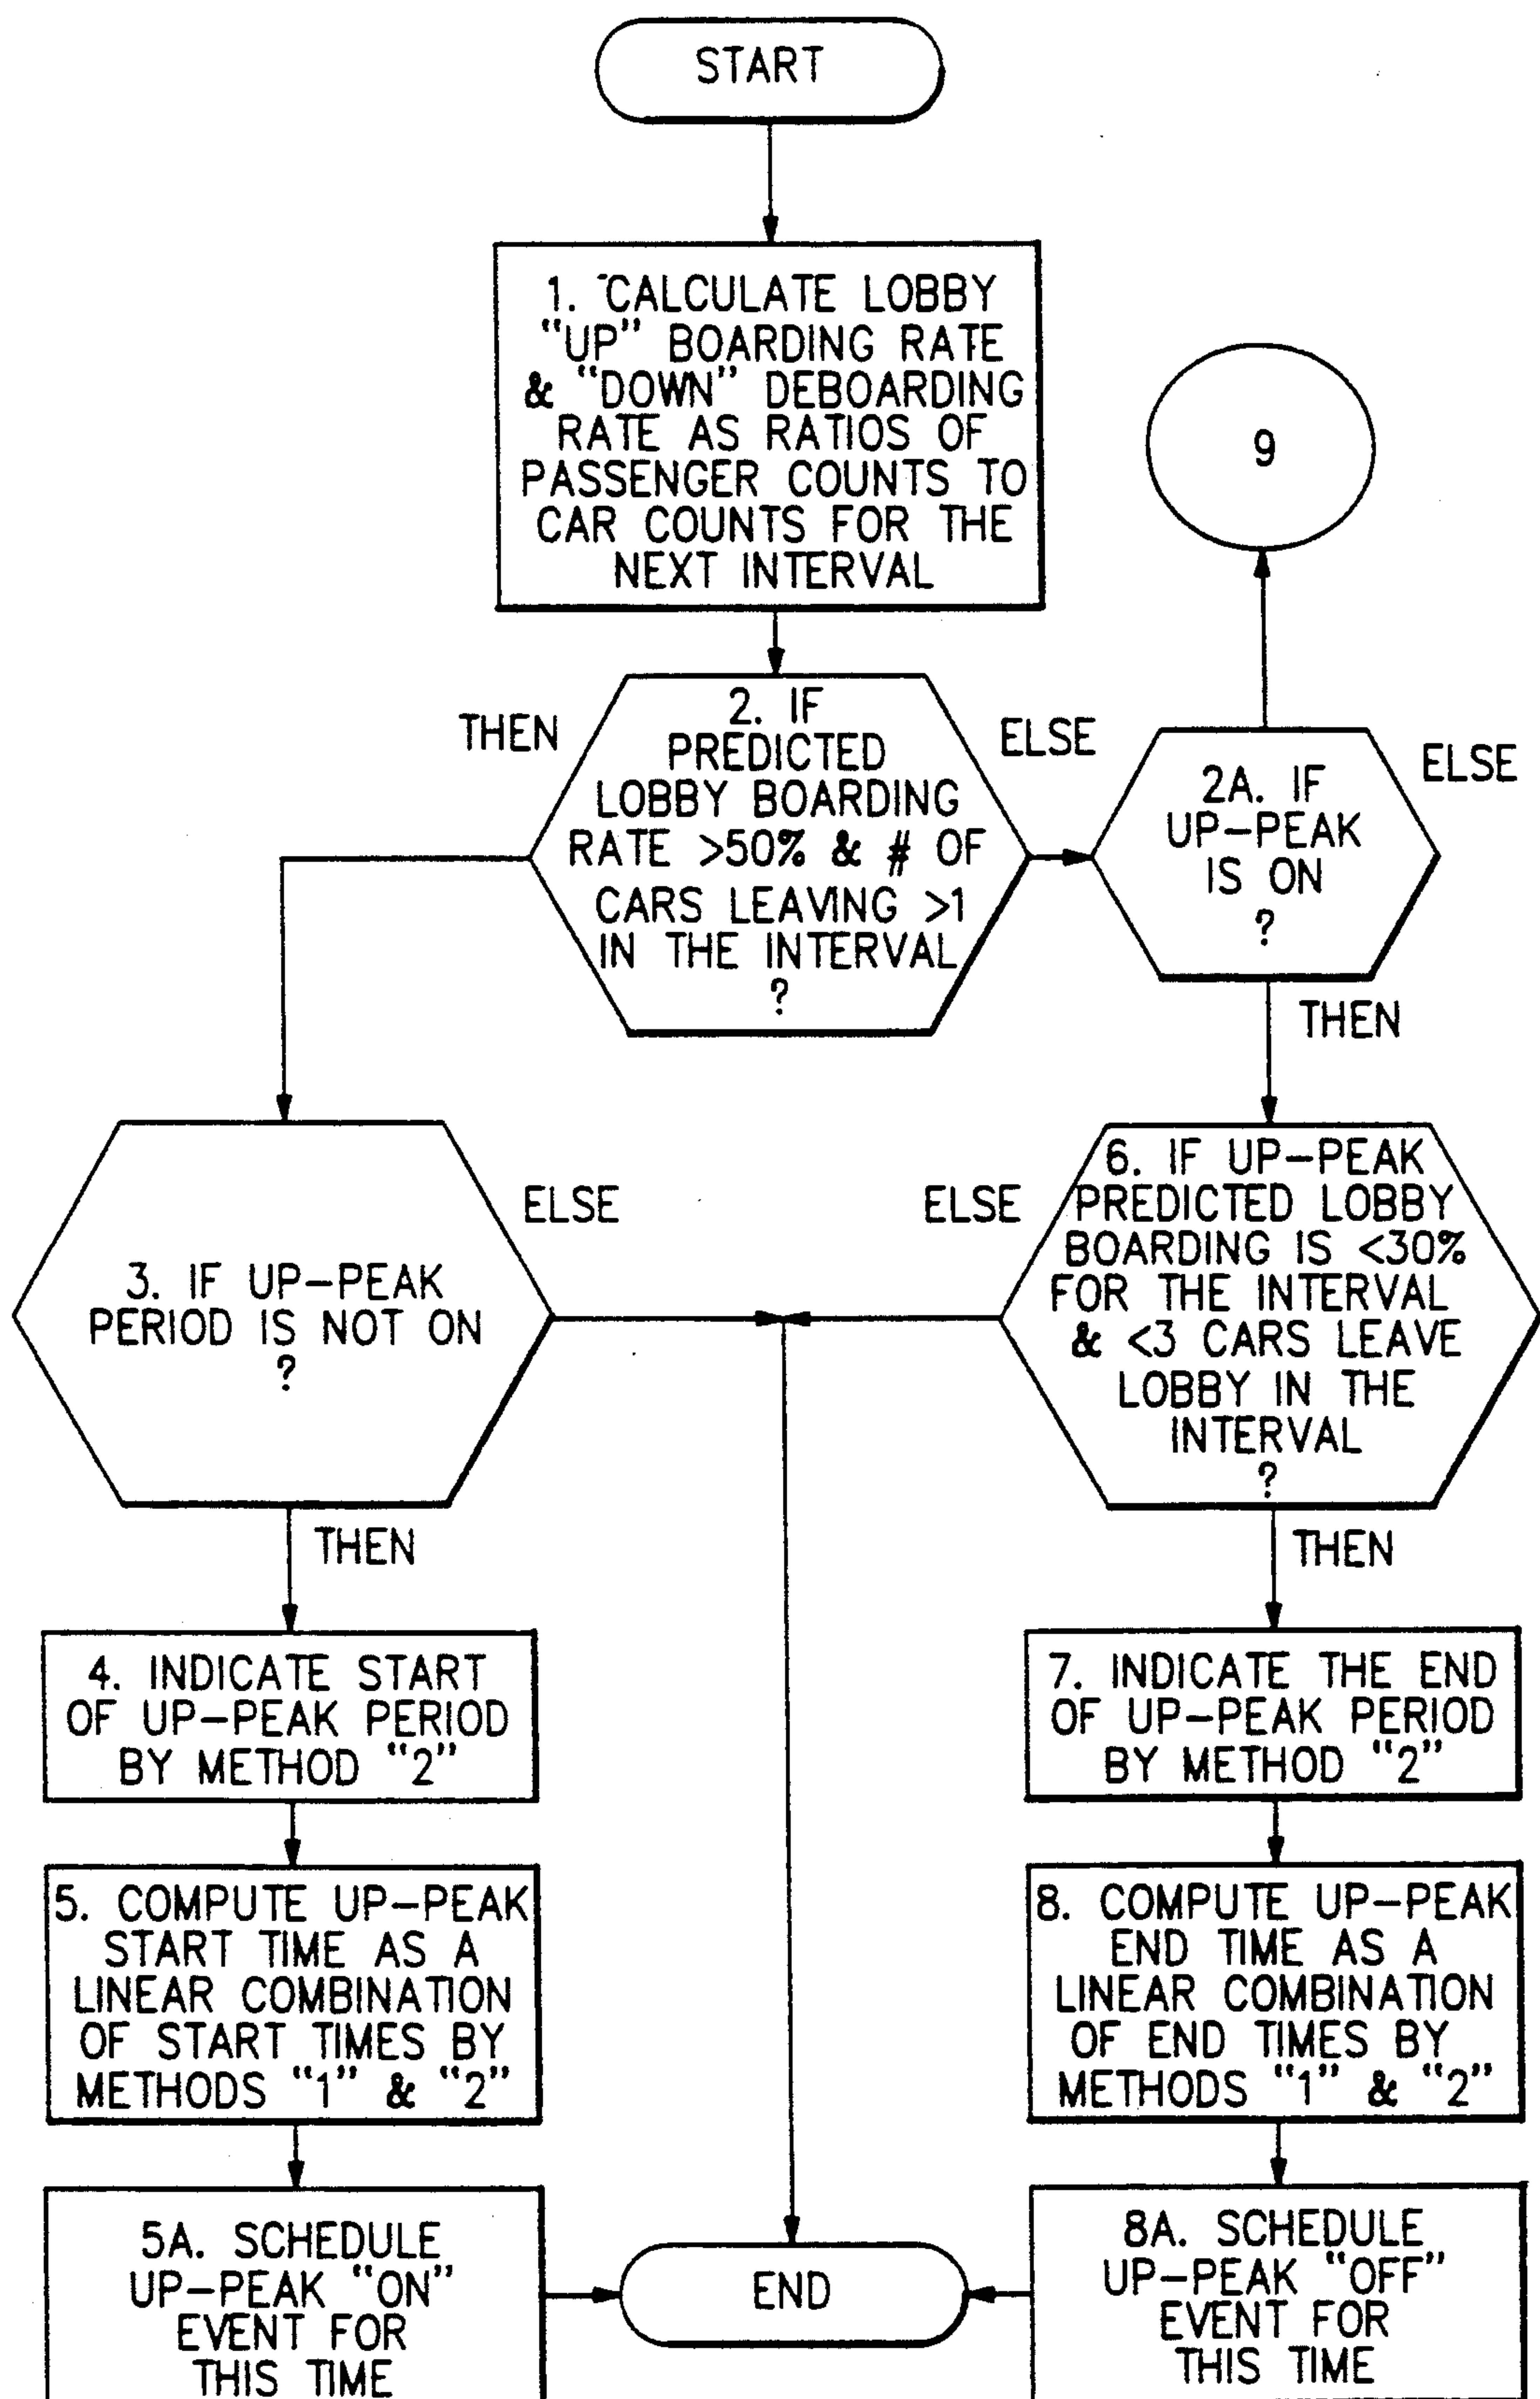 START
1. CALCULATE LOBBY
“UP” BOARDING RATE
& “DOWN” DEBOARDING
RATE AS RATIOS OF
PASSENGER COUNTS TO
CAR COUNTS FOR THE
NEXT INTERVAL
9
THEN
2. IF
PREDICTED
LOBBY BOARDING
RATE >50% & # OF
CARS LEAVING >1
IN THE INTERVAL
?
ELSE
2A. IF
UP-PEAK
IS ON
?
ELSE
THEN
3. IF UP-PEAK
PERIOD IS NOT ON
?
ELSE
ELSE
6. IF UP-PEAK
PREDICTED LOBBY
BOARDING IS <30%
FOR THE INTERVAL
& <3 CARS LEAVE
LOBBY IN THE
INTERVAL
?
THEN
THEN
4. INDICATE START
OF UP-PEAK PERIOD
BY METHOD “2”
7. INDICATE THE END
OF UP-PEAK PERIOD
BY METHOD “2”
5. COMPUTE UP-PEAK
START TIME AS A
LINEAR COMBINATION
OF START TIMES BY
METHODS “1” & “2”
8. COMPUTE UP-PEAK
END TIME AS A
LINEAR COMBINATION
OF END TIMES BY
METHODS “1” & “2”
5A. SCHEDULE
UP-PEAK “ON”
EVENT FOR
THIS TIME
END
8A. SCHEDULE
UP-PEAK “OFF”
EVENT FOR
THIS TIME